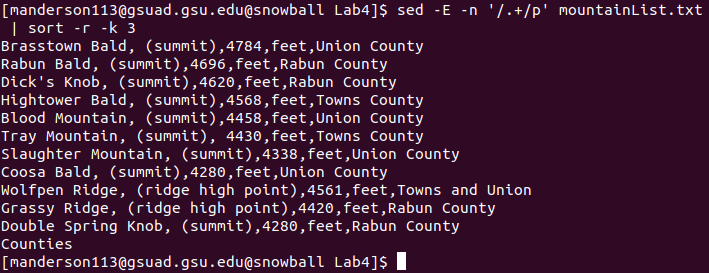 [manderson113@gsuad.gsu.edu@snowball Lab4]$ sed -E -n '/.+/p' mountainList.txt
| sort -r -k 3
Brasstown Bald, (summit),4784,feet,Union County
Rabun Bald, (summit),4696,feet,Rabun County
Dick's Knob, (summit),4620,feet,Rabun County
Hightower Bald, (summit),4568,feet,Towns County
Blood Mountain, (summit),4458,feet,Union County
Tray Mountain, (summit), 4430,feet,Towns County
Slaughter Mountain, (summit),4338,feet,Union County
Coosa Bald, (summit),4280,feet,Union County
Wolfpen Ridge, (ridge high point),4561,feet,Towns and Union
Grassy Ridge, (ridge high point),4420,feet,Rabun County
Double Spring Knob, (summit),4280,feet,Rabun County
Counties
[manderson113@gsuad.gsu.edu@snowball Lab4]$